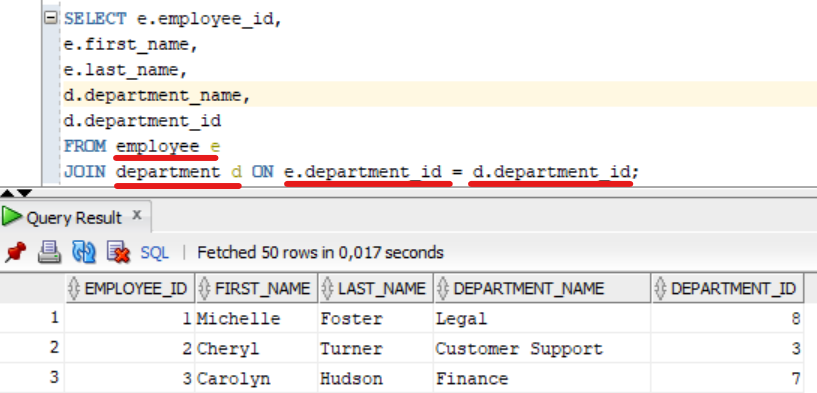 SELECT e.employee_id,
e.first_name,
e.last_name,
d.department_name,
d.department_id
FROM employee e
JOIN department d ON e.department_id = d.department_id;
Query Result x
SQL | Fetched 50 rows in 0,017 seconds
EMPLOYEE_ID FIRST_NAME LAST_NAME DEPARTMENT_NAME DEPARTMENT_ID
1 1 Michelle Foster Legal 8
2 2 Cheryl Turner Customer Support 3
3 3 Carolyn Hudson Finance 7